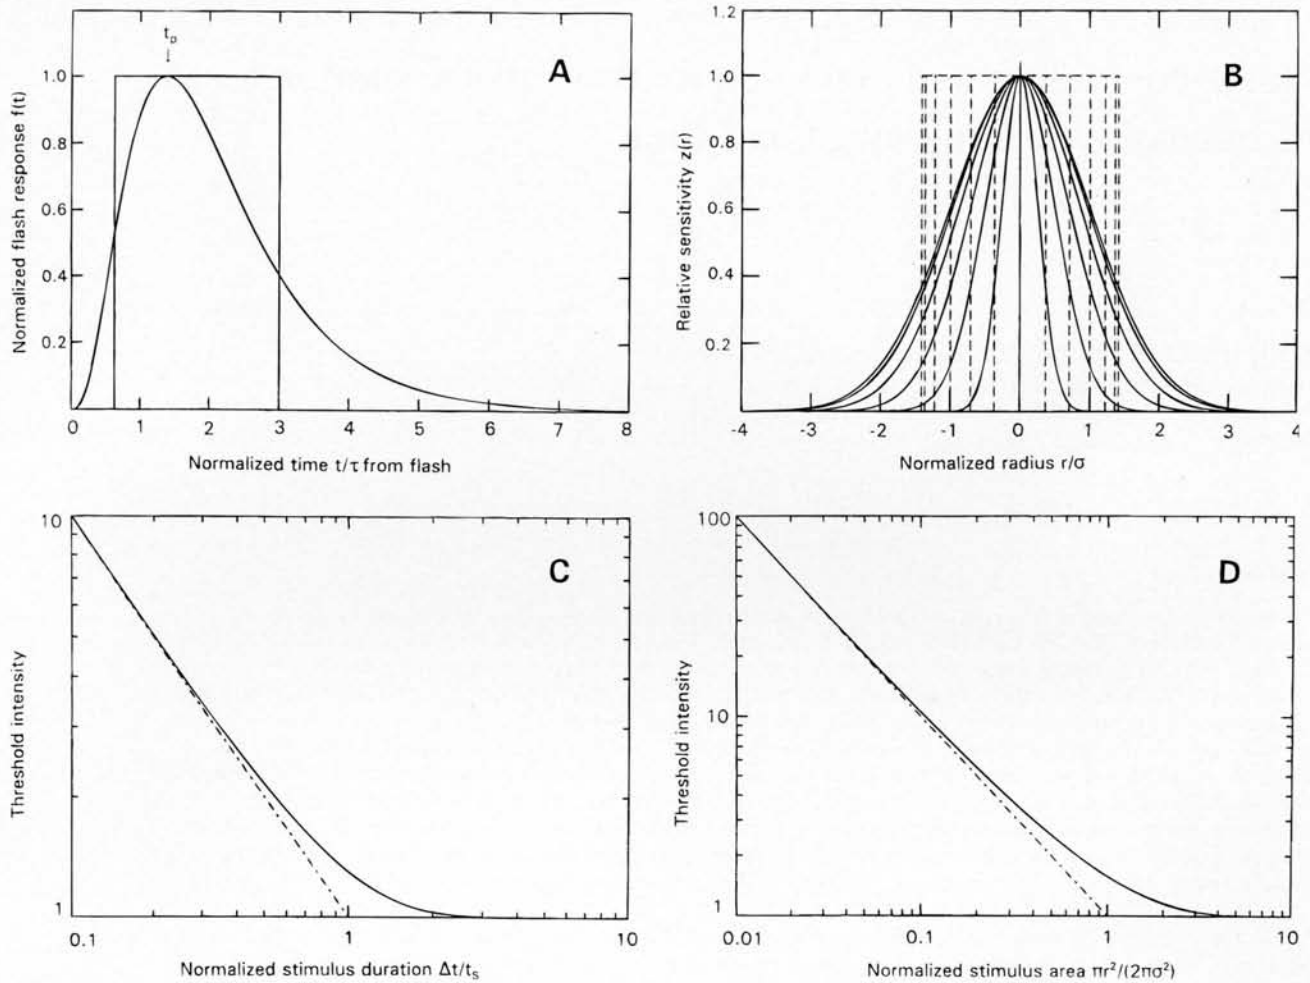 A
t_p
Normalized flash response f(t)
1.0
0.8
0.6
0.4
0.2
0 1 2 3 4 5 6 7 8
Normalized time t/τ from flash
B
Relative sensitivity z(r)
1.2
1.0
0.8
0.6
0.4
0.2
-4 -3 -2 -1 0 1 2 3 4
Normalized radius r/σ
C
Threshold intensity
10
1
0.1 1 10
Normalized stimulus duration Δt/t_s
D
Threshold intensity
100
10
1
0.01 0.1 1 10
Normalized stimulus area πr²/(2πσ²)